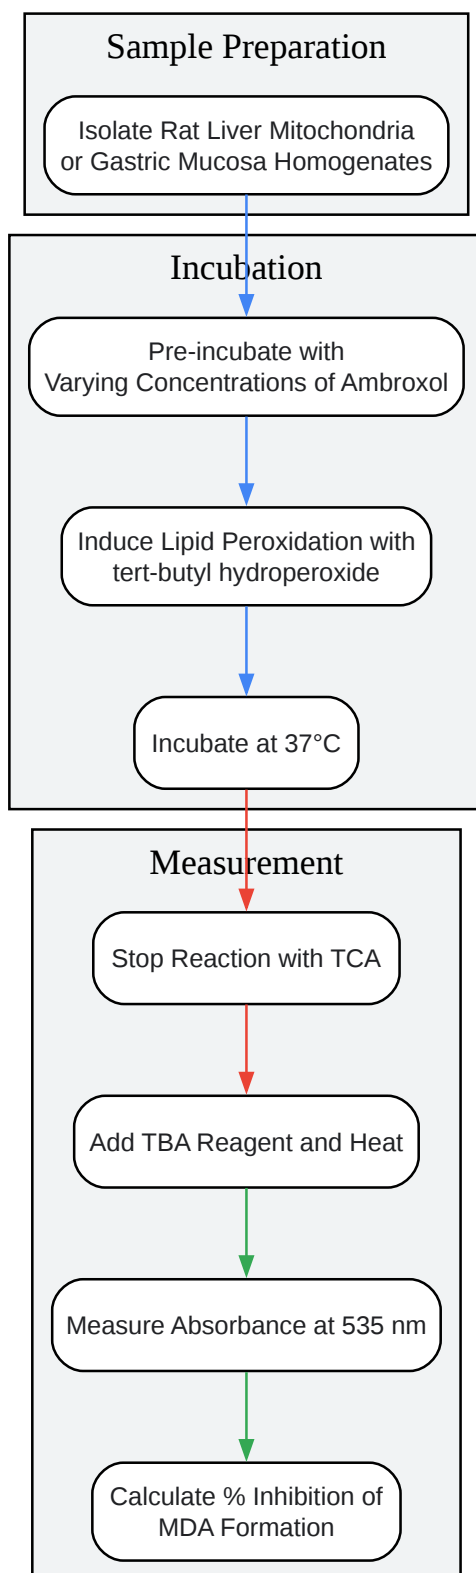 Sample Preparation
Isolate Rat Liver Mitochondria
or Gastric Mucosa Homogenates
Incubation
Pre-incubate with
Varying Concentrations of Ambroxol
Induce Lipid Peroxidation with
tert-butyl hydroperoxide
Incubate at 37°C
Measurement
Stop Reaction with TCA
Add TBA Reagent and Heat
Measure Absorbance at 535 nm
Calculate % Inhibition of
MDA Formation